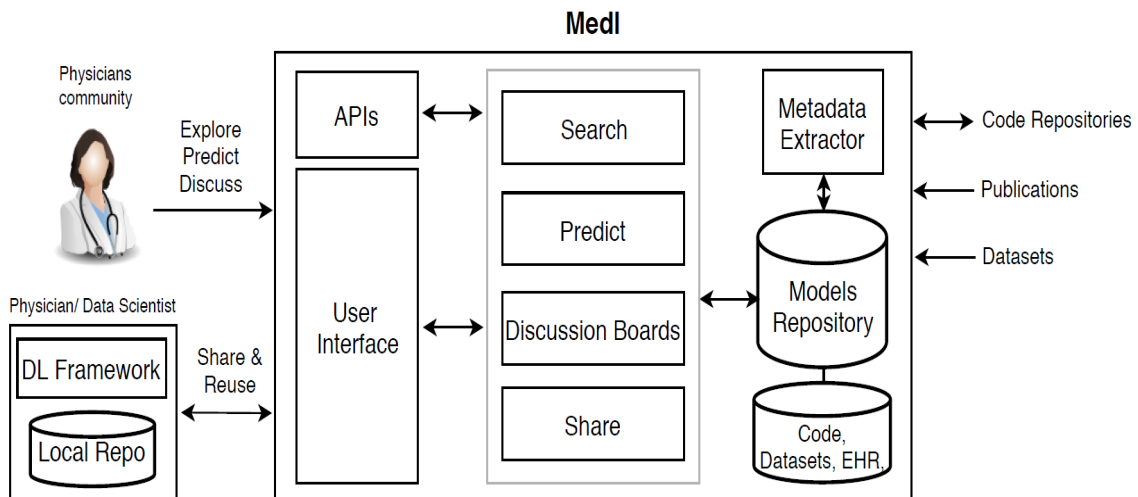 MedI
Physicians
community
Explore
Predict
Discuss
Physician/ Data Scientist
DL Framework
Local Repo
Share &
Reuse
APIs
User
Interface
Search
Predict
Discussion Boards
Share
Metadata
Extractor
Models
Repository
Code,
Datasets, EHR,
Code Repositories
Publications
Datasets